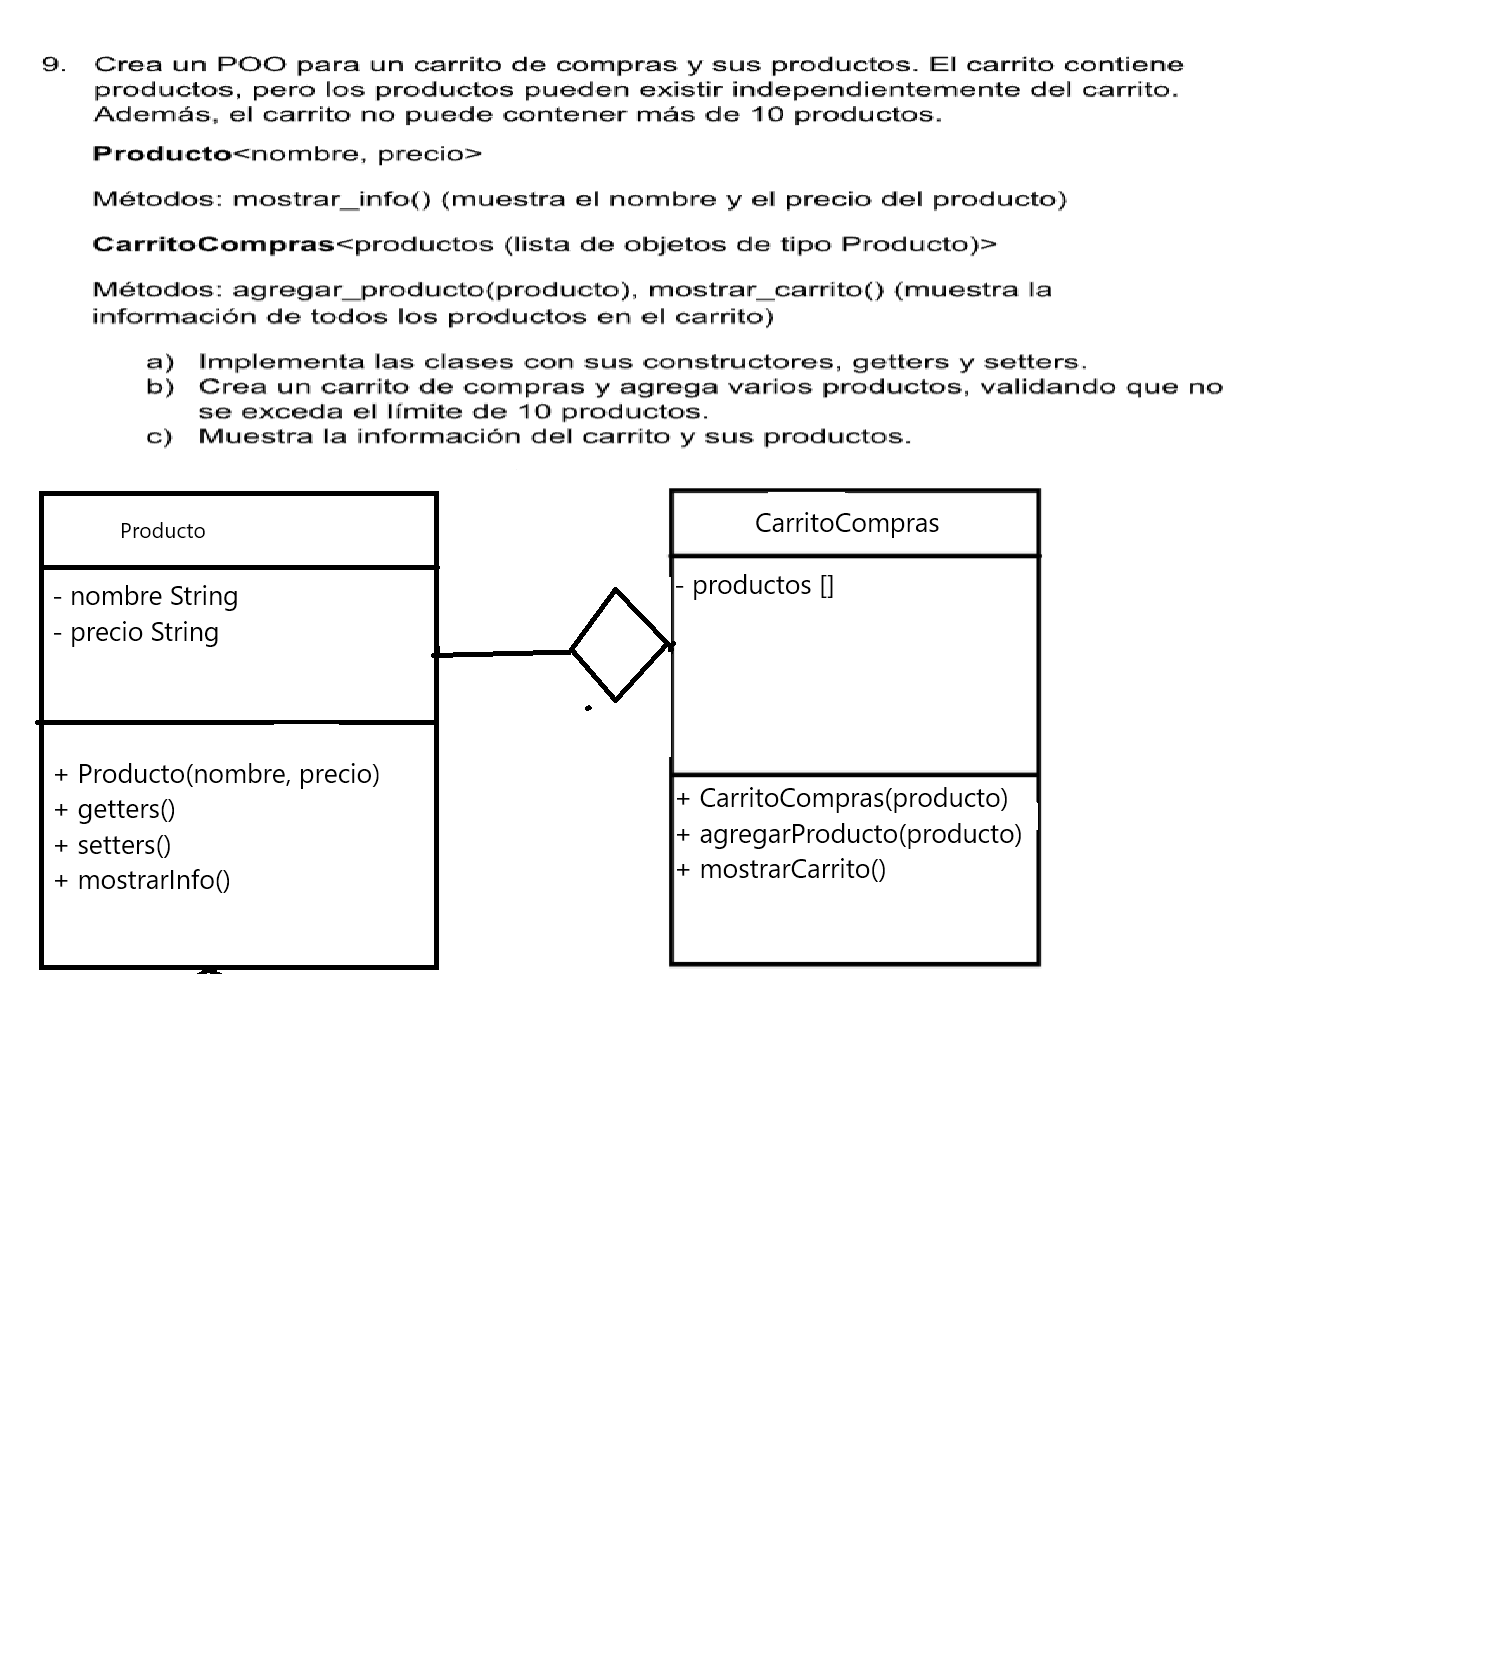 9. Crea un POO para un carrito de compras y sus productos. El carrito contiene
productos, pero los productos pueden existir independientemente del carrito.
Además, el carrito no puede contener más de 10 productos.
Producto<nombre, precio>
Métodos: mostrar_info() (muestra el nombre y el precio del producto)
CarritoCompras<productos (lista de objetos de tipo Producto)>
Métodos: agregar_producto(producto), mostrar_carrito() (muestra la
información de todos los productos en el carrito)
a) Implementa las clases con sus constructores, getters y setters.
b) Crea un carrito de compras y agrega varios productos, validando que no
se exceda el límite de 10 productos.
c) Muestra la información del carrito y sus productos.
Producto
- nombre String
- precio String
+ Producto(nombre, precio)
+ getters()
+ setters()
+ mostrarInfo()
CarritoCompras
- productos []
+ CarritoCompras(producto)
+ agregarProducto(producto)
+ mostrarCarrito()